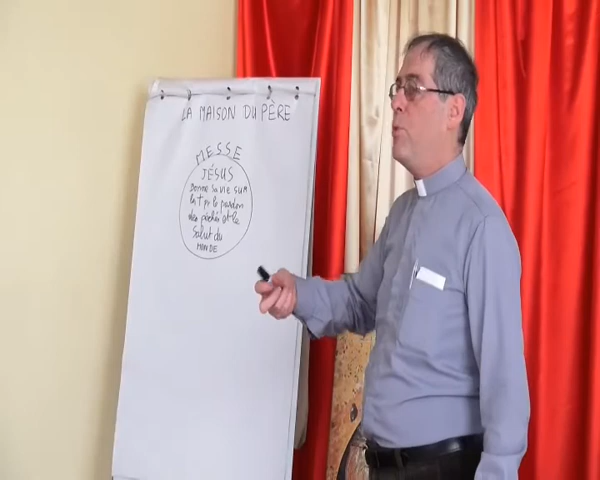 LA MAISON DU PÈRE
MESSE
JÉSUS
Donne sa vie sur
la † pr le pardon
des péchés et le
Salut du
MONDE